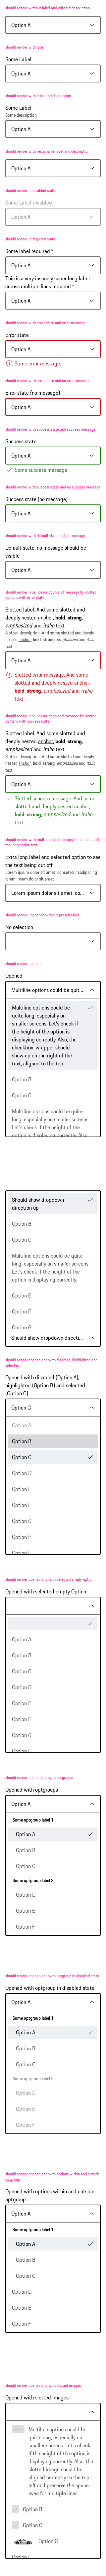 should render without label and without description
Option A
should render with label
Some Label
Option A
should render with label and description
Some Label
Some description
Option A
should render with responsive label and description
Option A
should render in disabled state
Some Label disabled
Option A
should render in required state
Some label required *
Option A
This is a very insanely super long label
access multiple lines required *
Option A
should render with error state and error message
Error state
Option A
Some error message.
should render with error state and no error message
Error state (no message)
Option A
should render with success state and success message
Success state
Option A
Some success message.
should render with success state and no success message
Success state (no message)
Option A
should render with default state and no message
Default state, no message should be
visible
Option A
should render label, description and message by slotted
content with error state
Slotted label. And some slotted and
deeply nested anchor, bold, strong,
emphasized and italic text.
Slotted description. And some slotted and deeply
nested anchor, bold, strong, emphasized and italic
text.
Option A
Slotted error message. And some
slotted and deeply nested anchor,
bold, strong, emphasized and italic
text.
should render label, description and message by slotted
content with success state
Slotted label. And some slotted and
deeply nested anchor, bold, strong,
emphasized and italic text.
Slotted description. And some slotted and deeply
nested anchor, bold, strong, emphasized and italic
text.
Option A
Slotted success message. And some
slotted and deeply nested anchor,
bold, strong, emphasized and italic
text.
should render with multiline label, description and cut off
too long option text
Extra long label and selected option to see
the text being cut off
Lorem ipsum dolor sit amet, consetetur sadipscing
Lorem ipsum dolor sit amet
Lorem ipsum dolor sit amet, co...
should render unopened without preselection
No selection
should render opened
Opened
Multiline options could be quit...
Multiline options could be
quite long, especially on
smaller screens. Let's check if
the height of the option is
displaying correctly. Also, the
checkbox-wrapper should
show up on the right of the
text, aligned to the top.
Option B
Option C
Multiline options could be
quite long, especially on
smaller screens. Let's check if
the height of the option is
displaying correctly. Also,
Should show dropdown
direction up
Option B
Option C
Multiline options could be
quite long, especially on
smaller screens. Let's check if
the height of the option is
displaying correctly.
Option E
Option F
Option G
Should show dropdown directi...
should render opened and with disabled, highlighted and
selected
Opened with disabled (Option A),
highlighted (Option B) and selected
(Option C)
Option C
Option A
Option B
Option C
Option D
Option E
Option F
Option G
Option H
Option I
should render opened and with selected empty option
Opened with selected empty Option
Option A
Option B
Option C
Option D
Option E
Option F
Option G
Option H
should render opened and with optgroups
Opened with optgroups
Option A
Some optgroup label 1
Option A
Option B
Option C
Some optgroup label 2
Option D
Option E
Option F
should render opened and with optgroup in disabled state
Opened with optgroup in disabled state
Option A
Some optgroup label 1
Option A
Option B
Option C
Some optgroup label 2
Option D
Option E
Option F
should render opened and with options within and outside
optgroup
Opened with options within and outside
optgroup
Option A
Some optgroup label 1
Option A
Option B
Option C
Option D
Option E
Option F
should render opened and with slotted images
Opened with slotted images
Multiline options could be
quite long, especially on
smaller screens. Let's check
if the height of the option is
displaying correctly. Also, the
slotted image should be
aligned correctly to the top-
left and preserve the space
even for multiple lines.
Option B
Option C
Option C
Option E